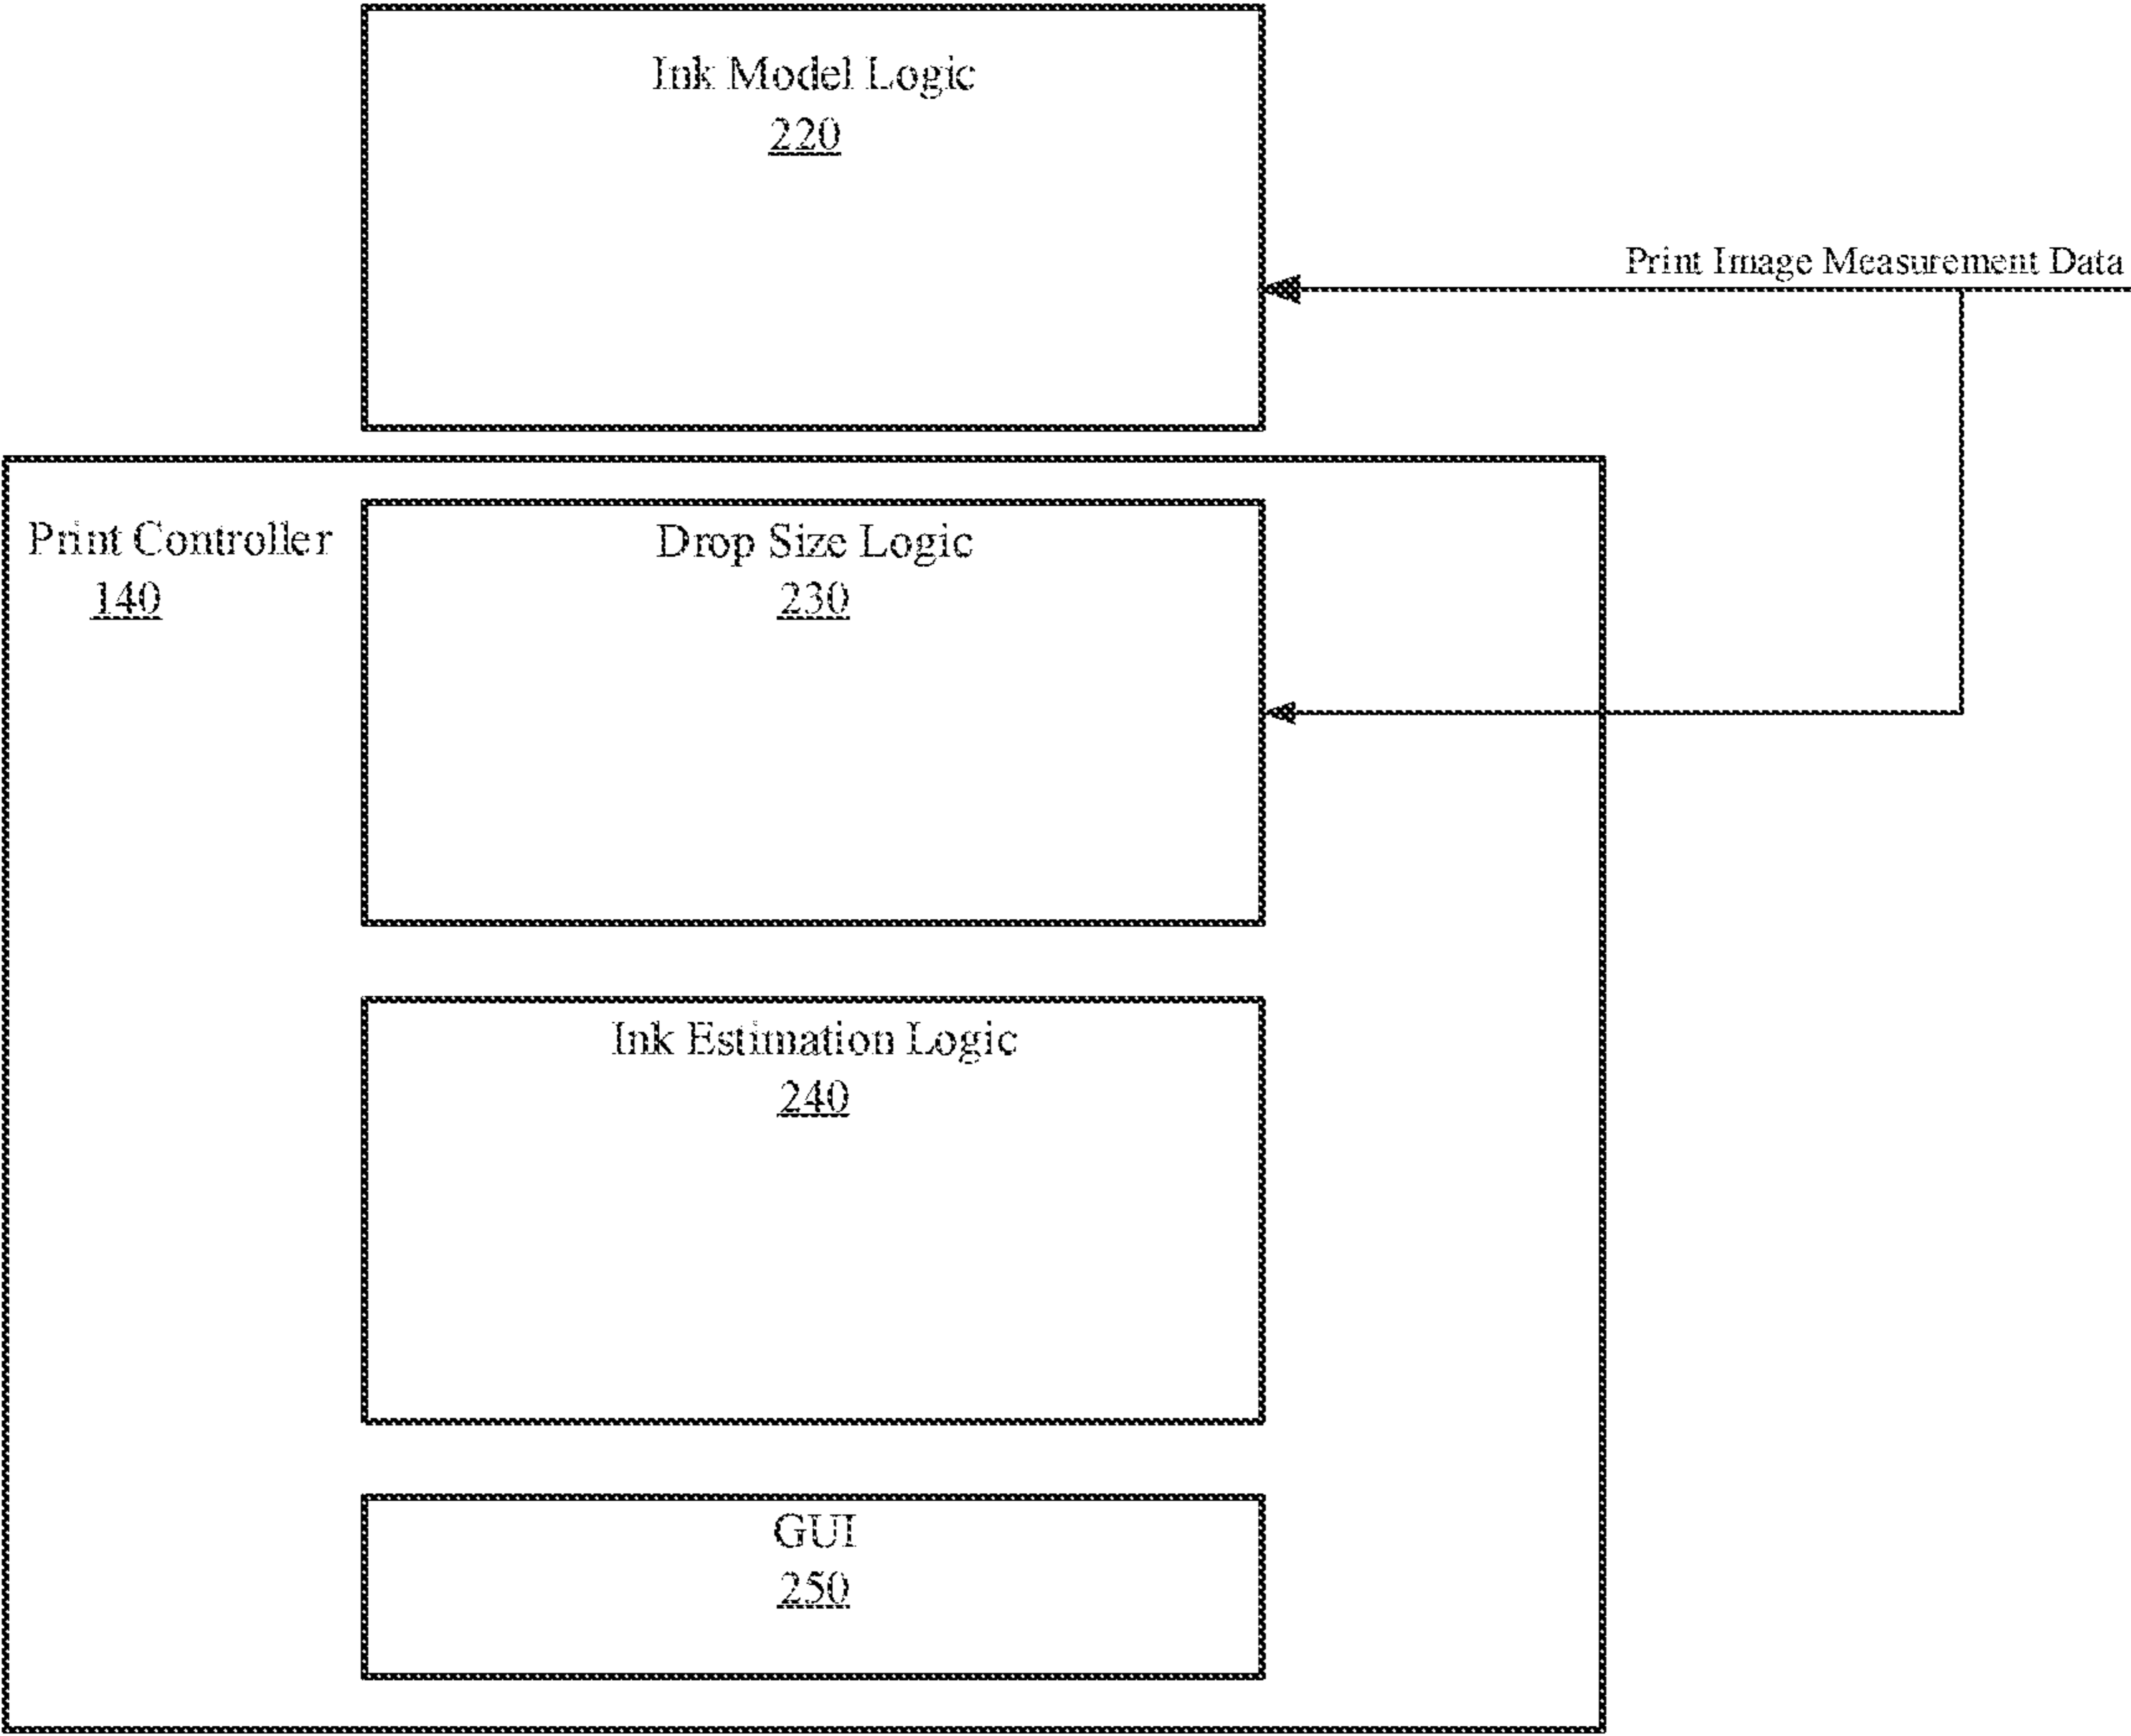 Ink Model Logic
220
Print Image Measurement Data
Print Controller
140
Drop Size Logic
230
Ink Estimation Logic
240
GUI
250